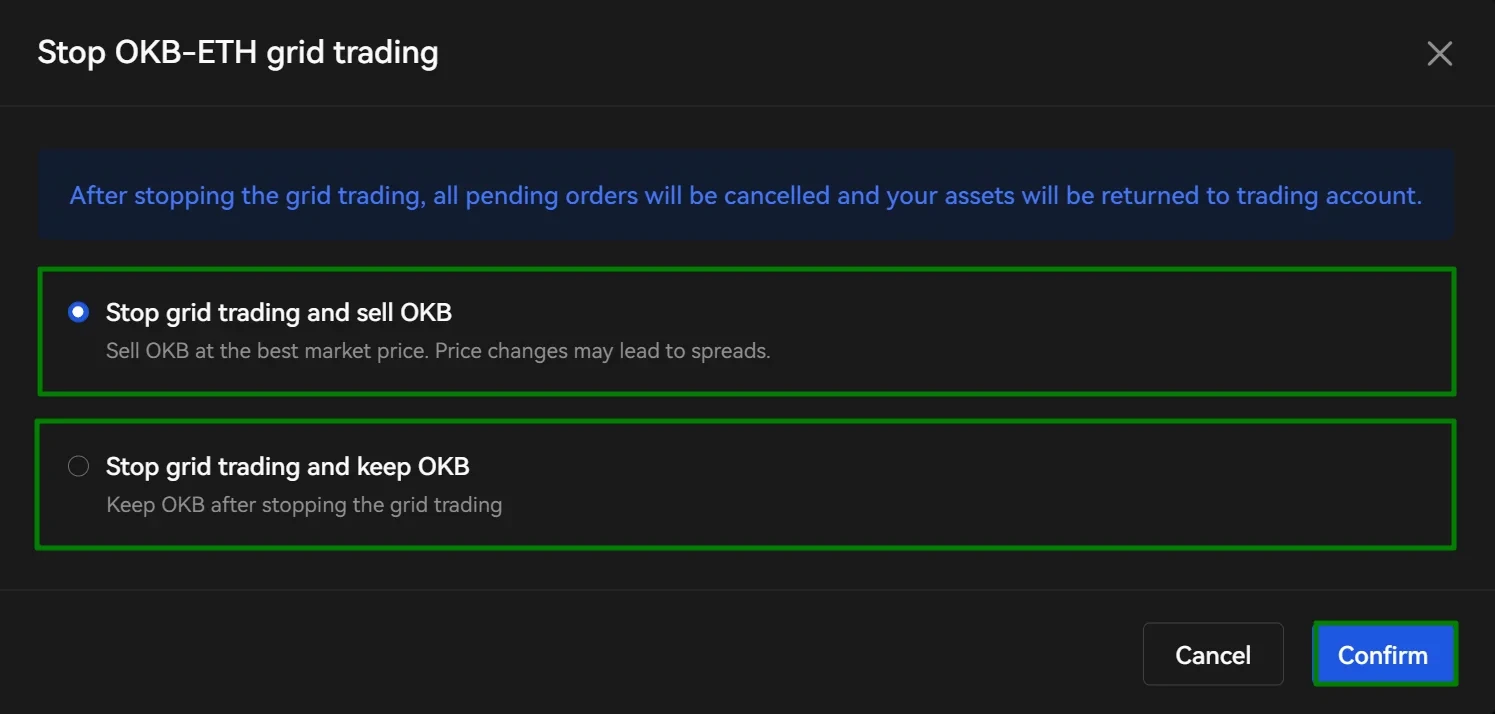 Stop OKB-ETH grid trading
After stopping the grid trading, all pending orders will be cancelled and your assets will be returned to trading account.
Stop grid trading and sell OKB
Sell OKB at the best market price. Price changes may lead to spreads.
Stop grid trading and keep OKB
Keep OKB after stopping the grid trading
Cancel Confirm